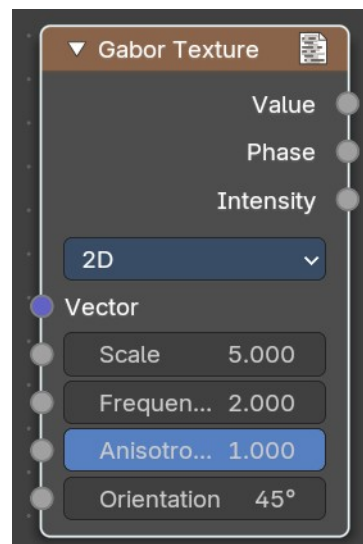 Gabor Texture
Value
Phase
Intensity
2D
Vector
Scale 5.000
Frequen... 2.000
Anisotro... 1.000
Orientation 45°